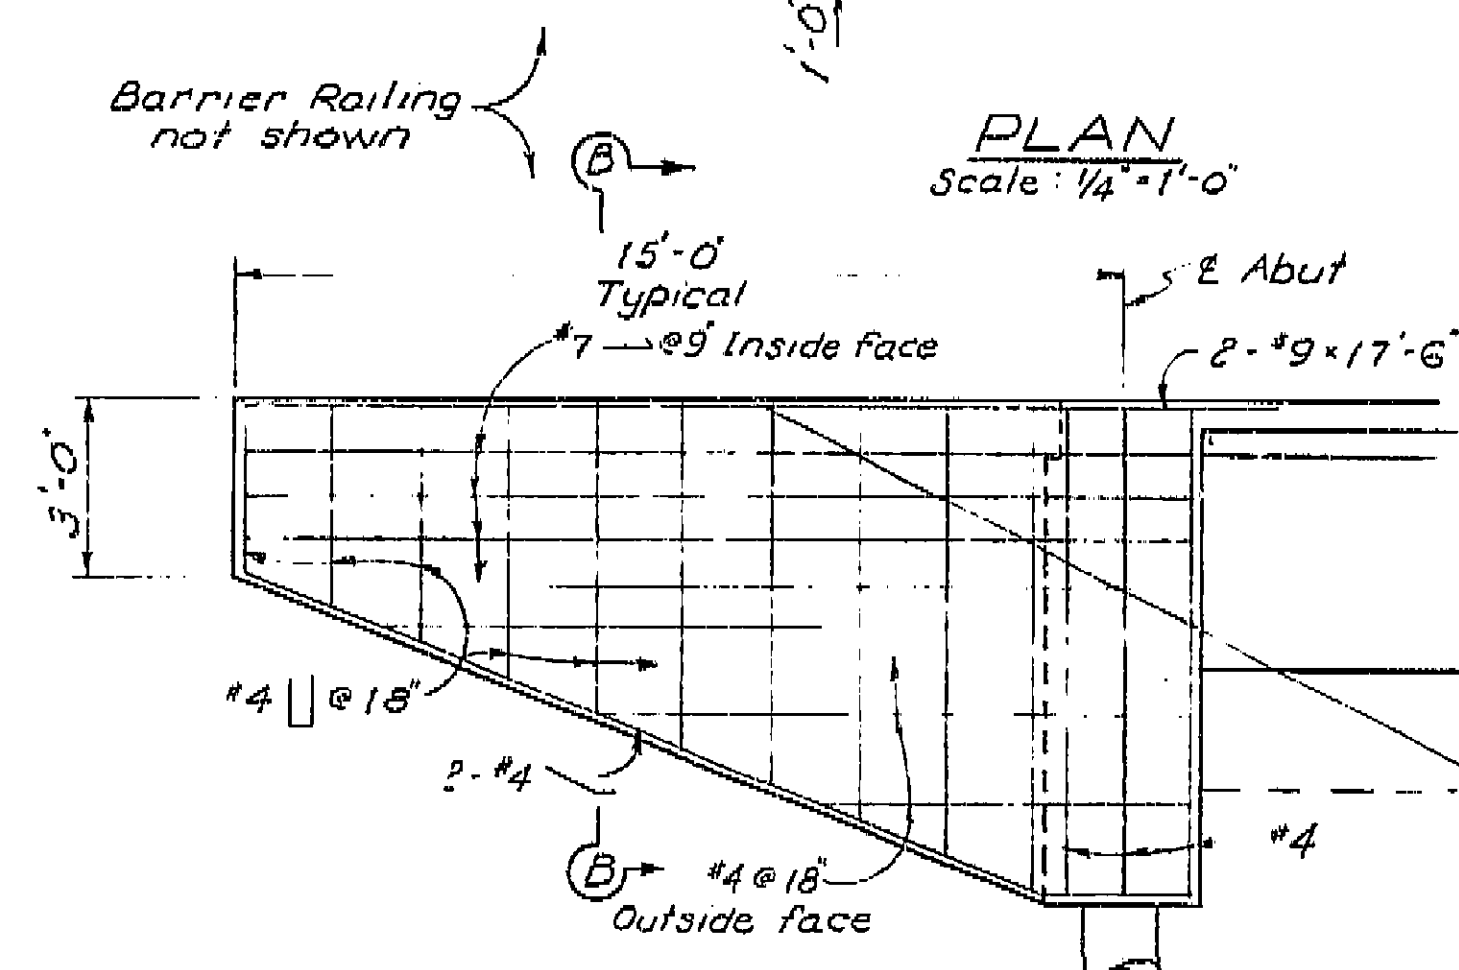 1'-0"
Barrier Railing
not shown
PLAN
Scale: 1/4" = 1'-0"
B
15'-0"
Typical
℄ Abut
#7 @ 9" Inside face
2 - #9 × 17'-6"
3'-0"
#4 @ 18"
2 - #4
#4
B
#4 @ 18"
Outside face